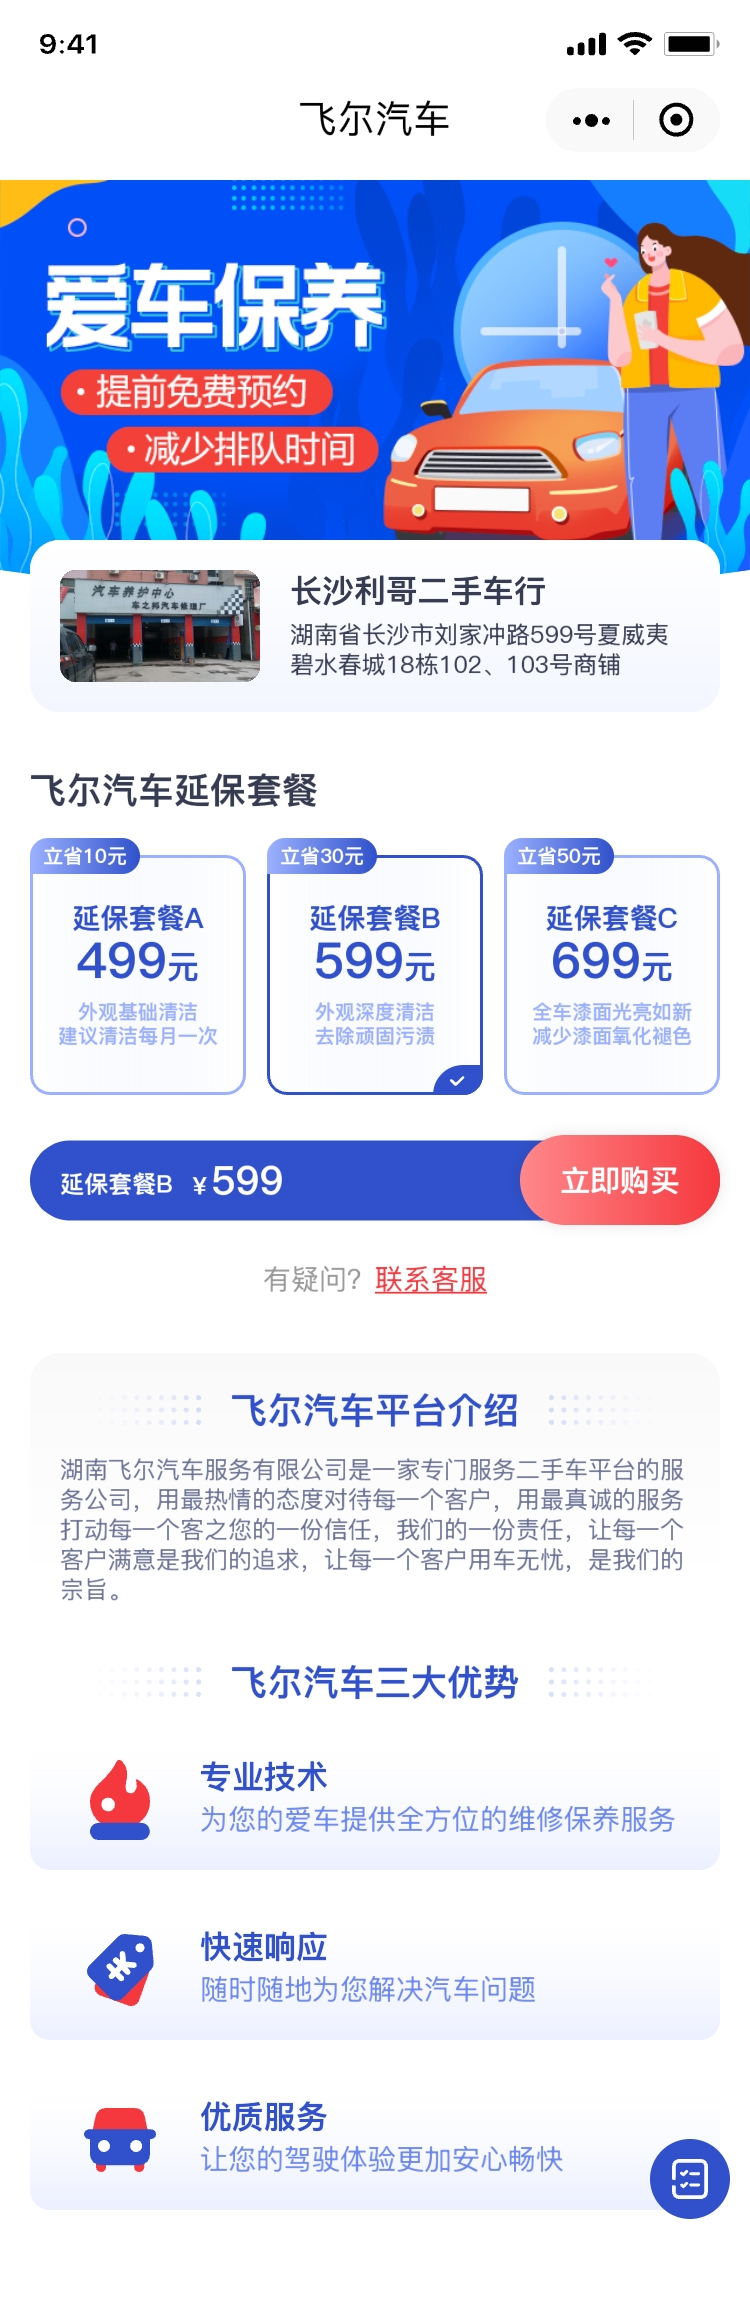 9:41
飞尔汽车
爱车保养
·提前免费预约
·减少排队时间
汽车养护中心
车之邦汽车修理厂
长沙利哥二手车行
湖南省长沙市刘家冲路599号夏威夷
碧水春城18栋102、103号商铺
飞尔汽车延保套餐
立省10元
延保套餐A
499元
外观基础清洁
建议清洁每月一次
立省30元
延保套餐B
599元
外观深度清洁
去除顽固污渍
立省50元
延保套餐C
699元
全车漆面光亮如新
减少漆面氧化褪色
延保套餐B ¥599
立即购买
有疑问？联系客服
飞尔汽车平台介绍
湖南飞尔汽车服务有限公司是一家专门服务二手车平台的服
务公司，用最热情的态度对待每一个客户，用最真诚的服务
打动每一个客之您的一份信任，我们的一份责任，让每一个
客户满意是我们的追求，让每一个客户用车无忧，是我们的
宗旨。
飞尔汽车三大优势
专业技术
为您的爱车提供全方位的维修保养服务
快速响应
随时随地为您解决汽车问题
优质服务
让您的驾驶体验更加安心畅快